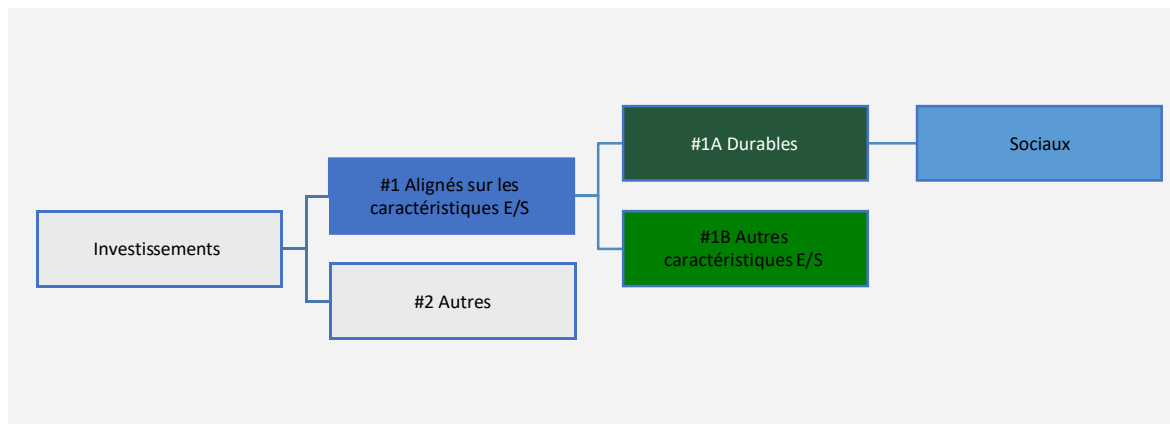 Investissements
#1 Alignés sur les
caractéristiques E/S
#2 Autres
#1A Durables
#1B Autres
caractéristiques E/S
Sociaux